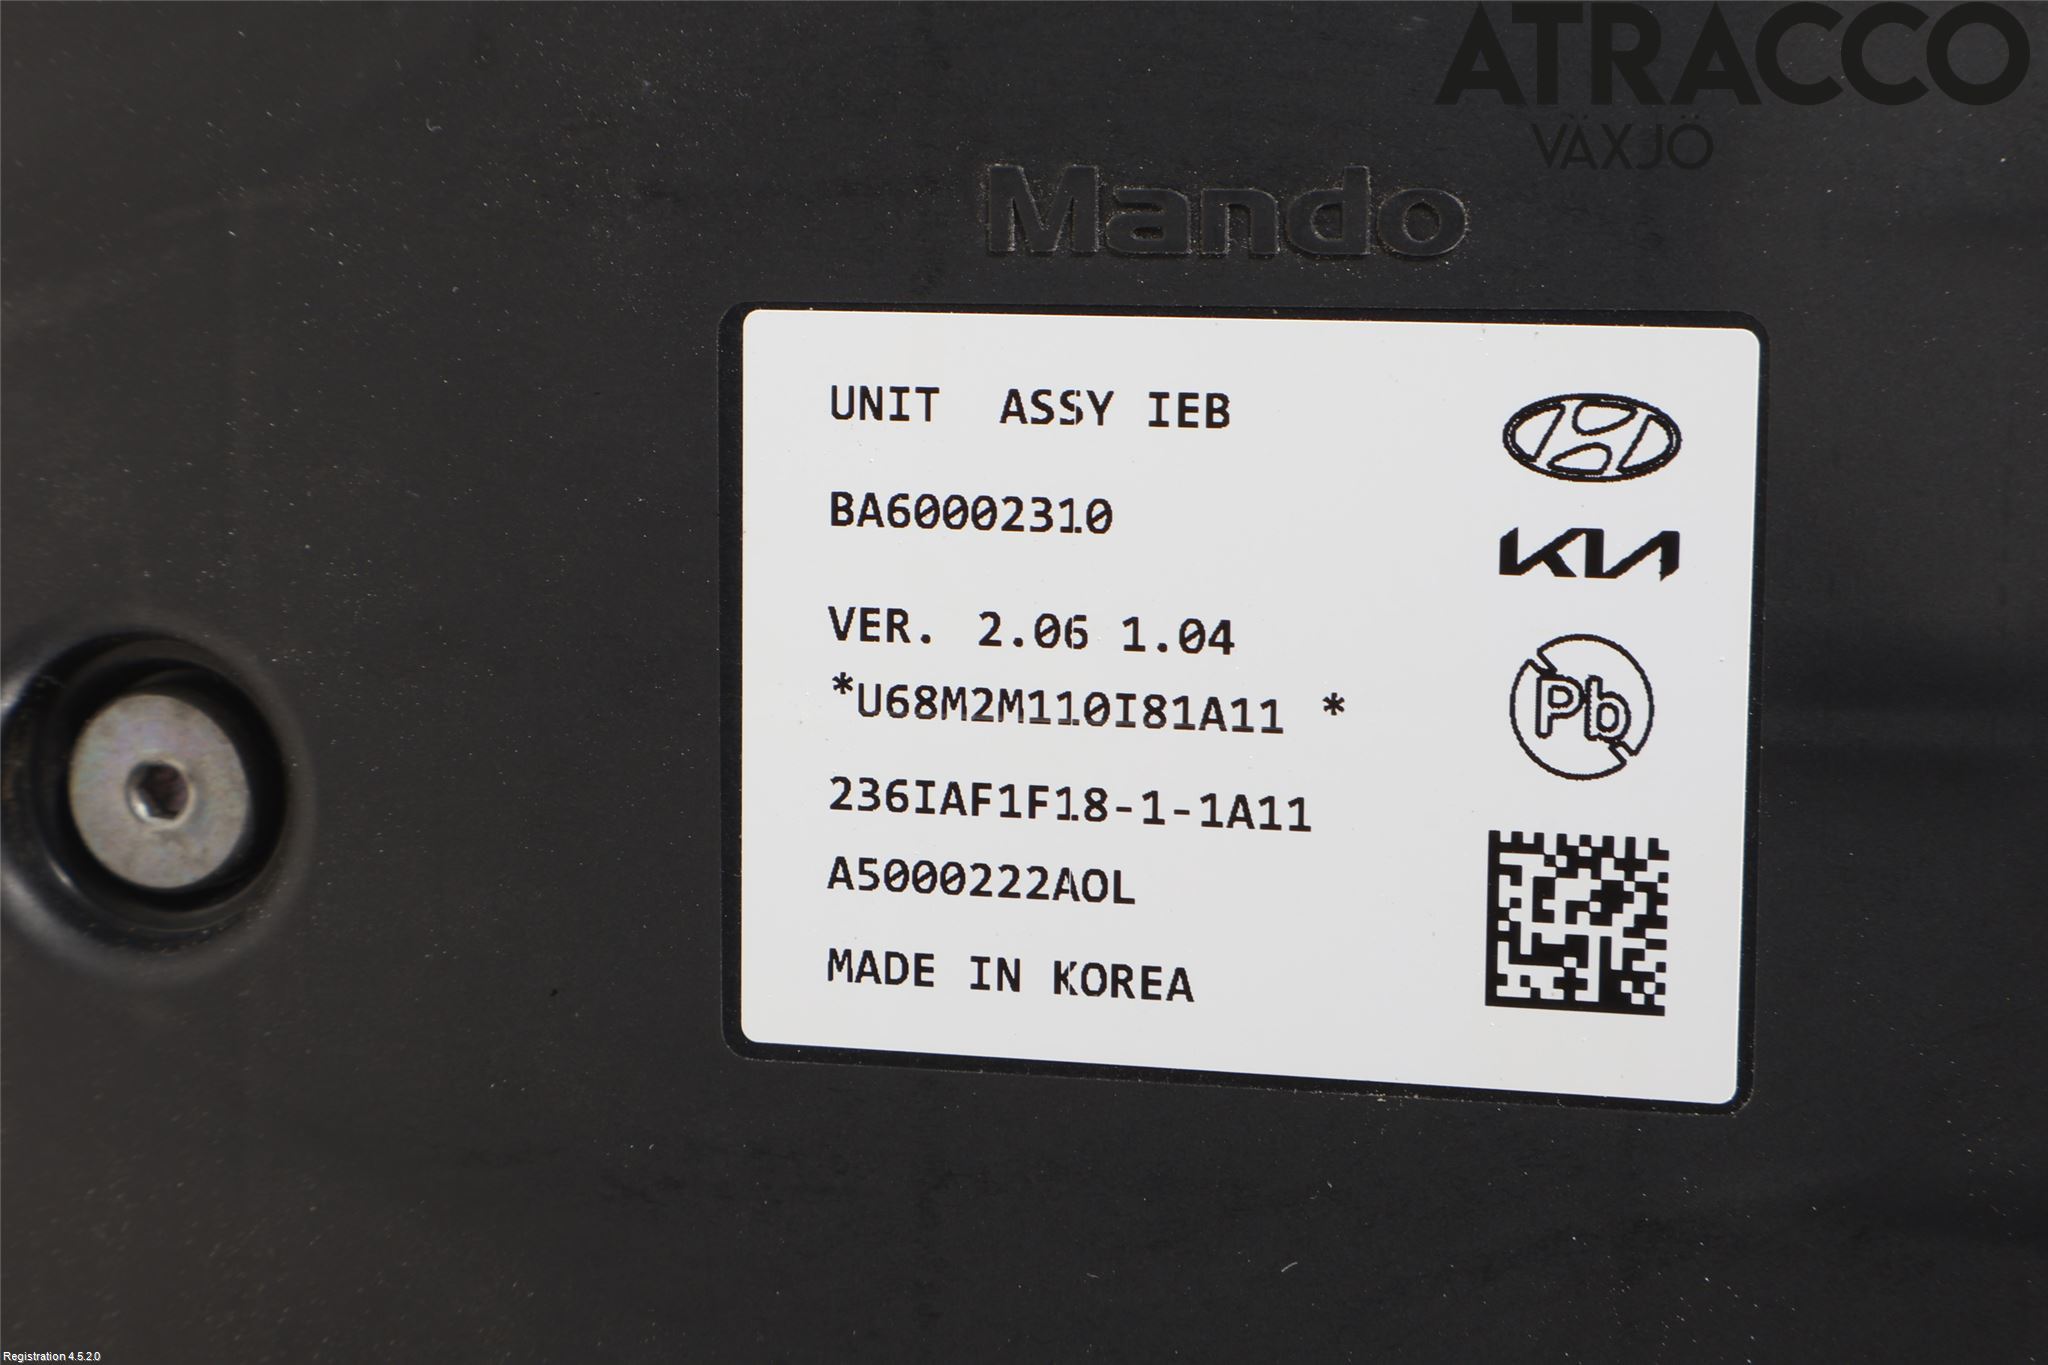 ATRACCO
VÄXJÖ
Mando
UNIT ASSY IEB
BA60002310
KIA
VER. 2.06 1.04
*U68M2M110I81A11 *
Pb
236IAF1F18-1-1A11
A5000222AOL
MADE IN KOREA
Registration 4.5.2.0